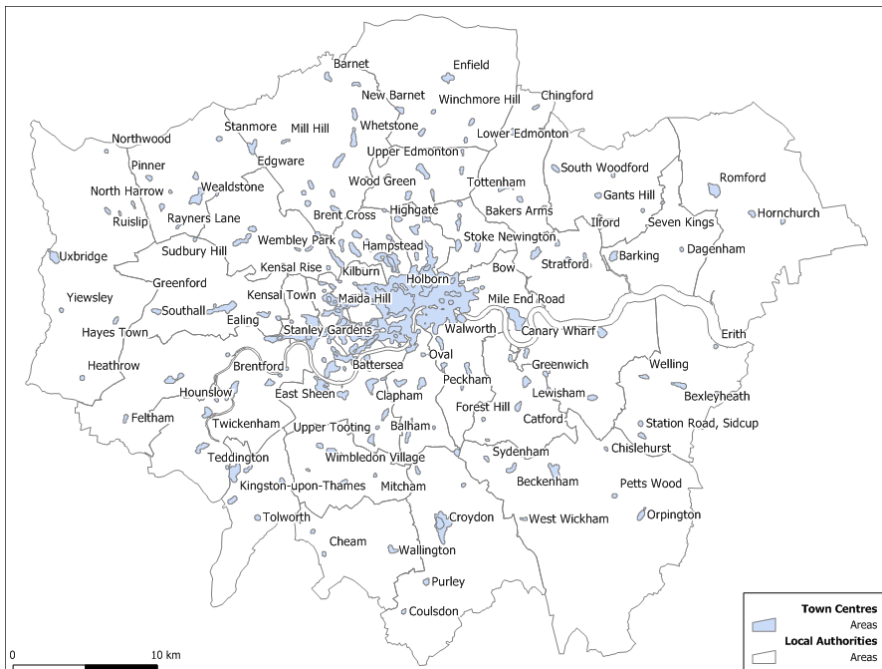 Barnet
Enfield
New Barnet
Winchmore Hill
Chingford
Northwood
Stanmore
Mill Hill
Whetstone
Lower Edmonton
Pinner
Edgware
Upper Edmonton
South Woodford
Wood Green
Romford
North Harrow
Wealdstone
Tottenham
Gants Hill
Ruislip
Rayners Lane
Brent Cross
Highgate
Bakers Arms
Ilford
Seven Kings
Hornchurch
Sudbury Hill
Wembley Park
Hampstead
Stoke Newington
Dagenham
Uxbridge
Kensal Rise
Kilburn
Bow
Stratford
Barking
Greenford
Holborn
Kensal Town
Maida Hill
Mile End Road
Yiewsley
Southall
Ealing
Stanley Gardens
Walworth
Canary Wharf
Hayes Town
Erith
Heathrow
Brentford
Battersea
Oval
Greenwich
Welling
Hounslow
East Sheen
Clapham
Peckham
Lewisham
Bexleyheath
Feltham
Twickenham
Upper Tooting
Balham
Forest Hill
Catford
Station Road, Sidcup
Teddington
Wimbledon Village
Sydenham
Chislehurst
Kingston-upon-Thames
Mitcham
Beckenham
Petts Wood
Tolworth
Croydon
West Wickham
Orpington
Cheam
Wallington
Purley
Coulsdon
Town Centres
Areas
Local Authorities
Areas
0
10 km